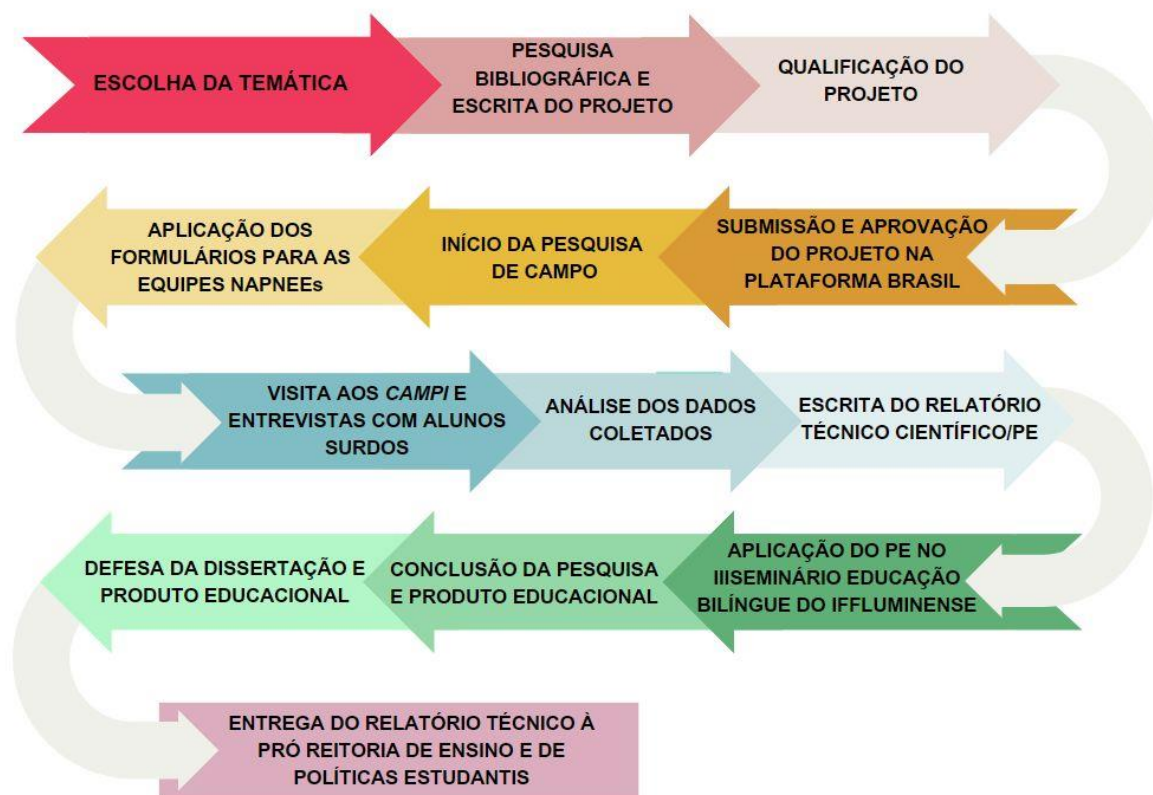 ESCOLHA DA TEMÁTICA
PESQUISA
BIBLIOGRÁFICA E
ESCRITA DO PROJETO
QUALIFICAÇÃO DO
PROJETO
SUBMISSÃO E APROVAÇÃO
DO PROJETO NA
PLATAFORMA BRASIL
INÍCIO DA PESQUISA
DE CAMPO
APLICAÇÃO DOS
FORMULÁRIOS PARA AS
EQUIPES NAPNEEs
VISITA AOS CAMPI E
ENTREVISTAS COM ALUNOS
SURDOS
ANÁLISE DOS DADOS
COLETADOS
ESCRITA DO RELATÓRIO
TÉCNICO CIENTÍFICO/PE
APLICAÇÃO DO PE NO
IIISEMINÁRIO EDUCAÇÃO
BILÍNGUE DO IFFLUMINENSE
CONCLUSÃO DA PESQUISA
E PRODUTO EDUCACIONAL
DEFESA DA DISSERTAÇÃO E
PRODUTO EDUCACIONAL
ENTREGA DO RELATÓRIO TÉCNICO À
PRÓ REITORIA DE ENSINO E DE
POLÍTICAS ESTUDANTIS